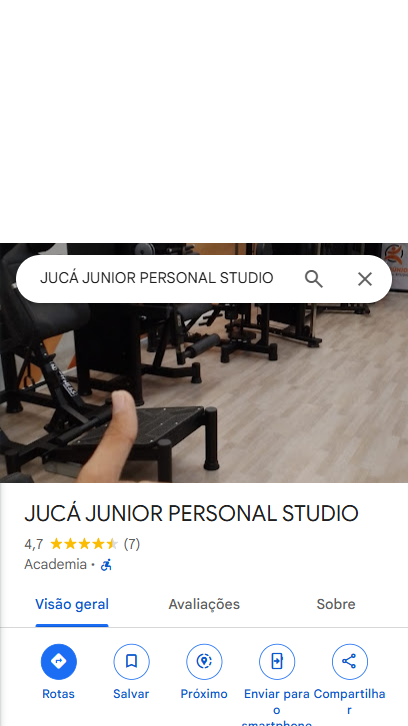 JUCÁ JUNIOR PERSONAL STUDIO
JUCÁ JUNIOR PERSONAL STUDIO
4,7 (7)
Academia ·
Visão geral Avaliações Sobre
Rotas Salvar Próximo Enviar para o smartphone Compartilhar